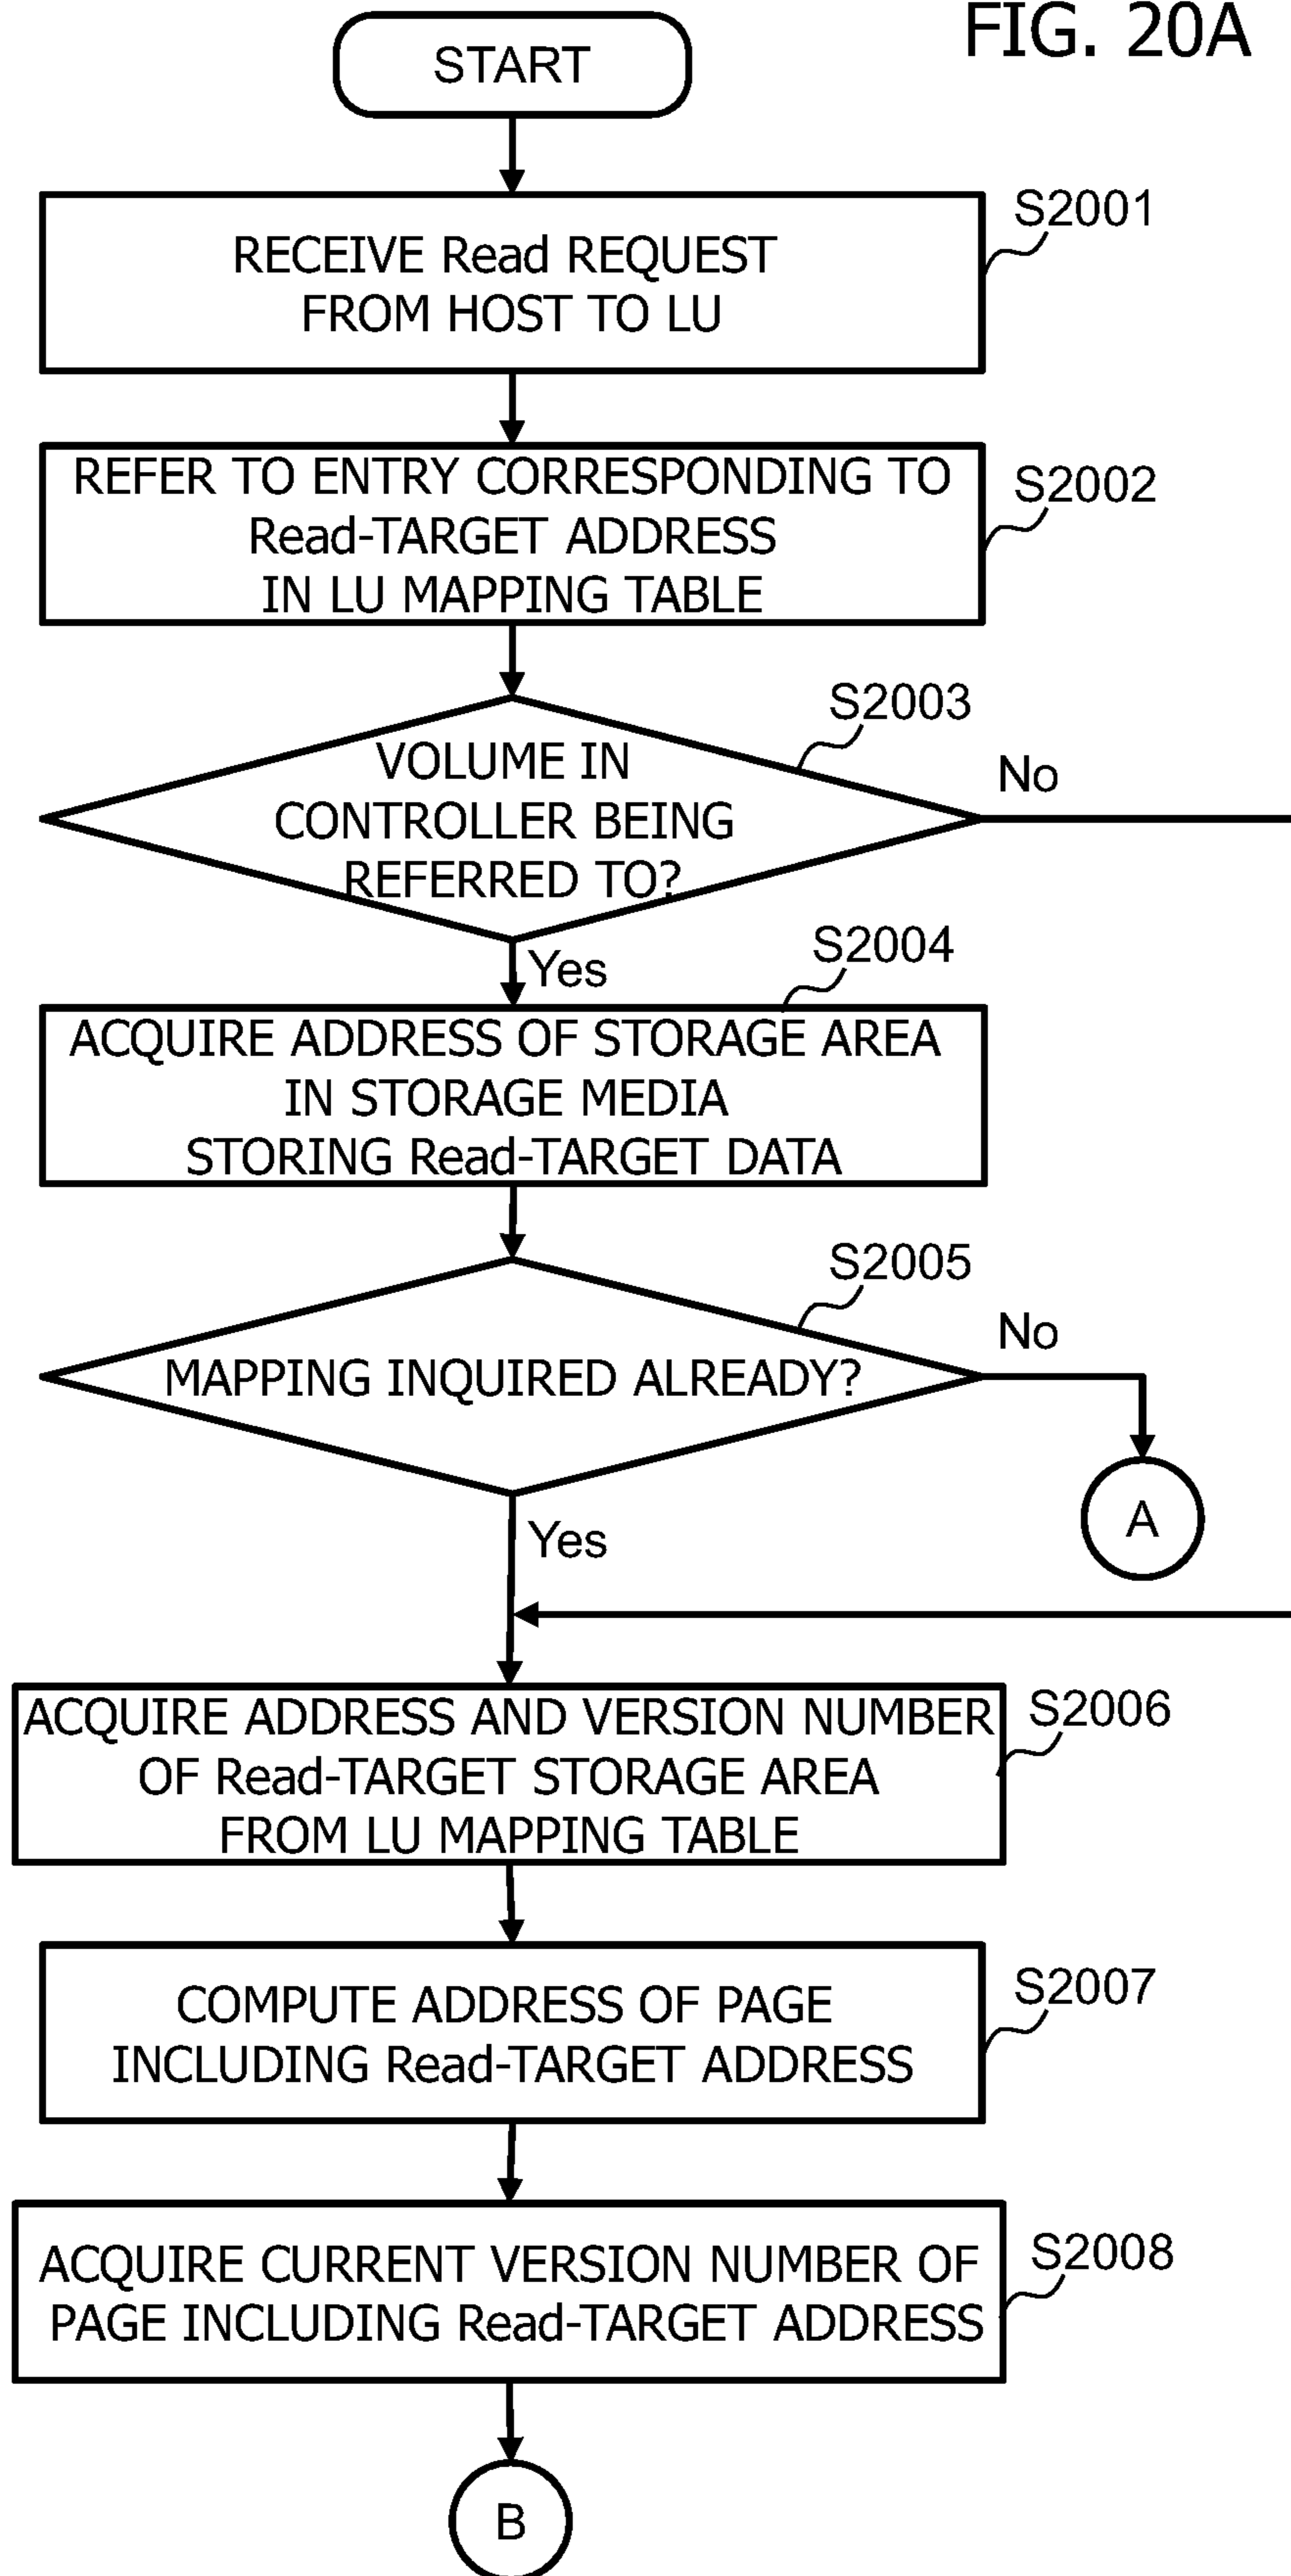 FIG. 20A
START
S2001
RECEIVE Read REQUEST
FROM HOST TO LU
S2002
REFER TO ENTRY CORRESPONDING TO
Read-TARGET ADDRESS
IN LU MAPPING TABLE
S2003
VOLUME IN
CONTROLLER BEING
REFERRED TO?
No
Yes
S2004
ACQUIRE ADDRESS OF STORAGE AREA
IN STORAGE MEDIA
STORING Read-TARGET DATA
S2005
MAPPING INQUIRED ALREADY?
No
A
Yes
S2006
ACQUIRE ADDRESS AND VERSION NUMBER
OF Read-TARGET STORAGE AREA
FROM LU MAPPING TABLE
S2007
COMPUTE ADDRESS OF PAGE
INCLUDING Read-TARGET ADDRESS
S2008
ACQUIRE CURRENT VERSION NUMBER OF
PAGE INCLUDING Read-TARGET ADDRESS
B